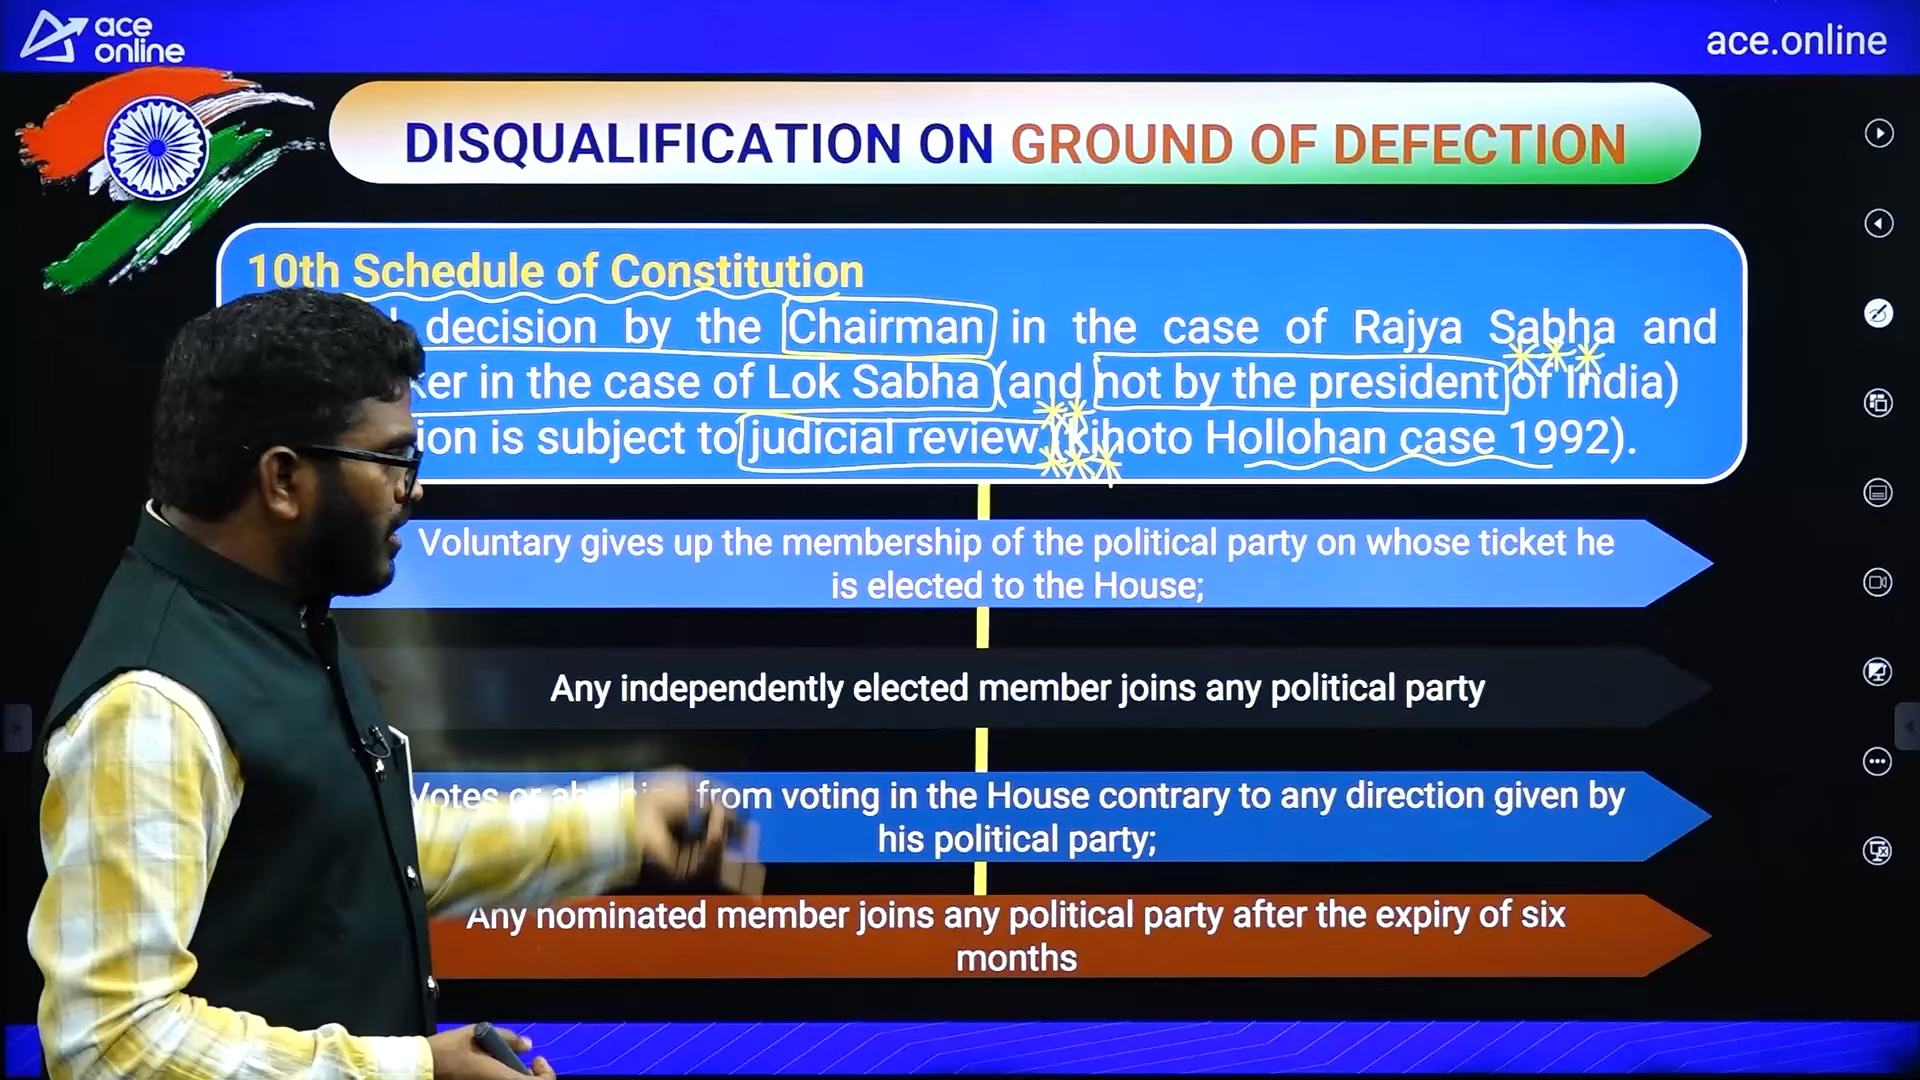 ace
online
ace.online
DISQUALIFICATION ON GROUND OF DEFECTION
10th Schedule of Constitution
decision by the Chairman in the case of Rajya Sabha and
in the case of Lok Sabha (and not by the president of India)
is subject to judicial review (kihoto Hollohan case 1992).
Voluntary gives up the membership of the political party on whose ticket he
is elected to the House;
Any independently elected member joins any political party
Votes or from voting in the House contrary to any direction given by
his political party;
Any nominated member joins any political party after the expiry of six
months